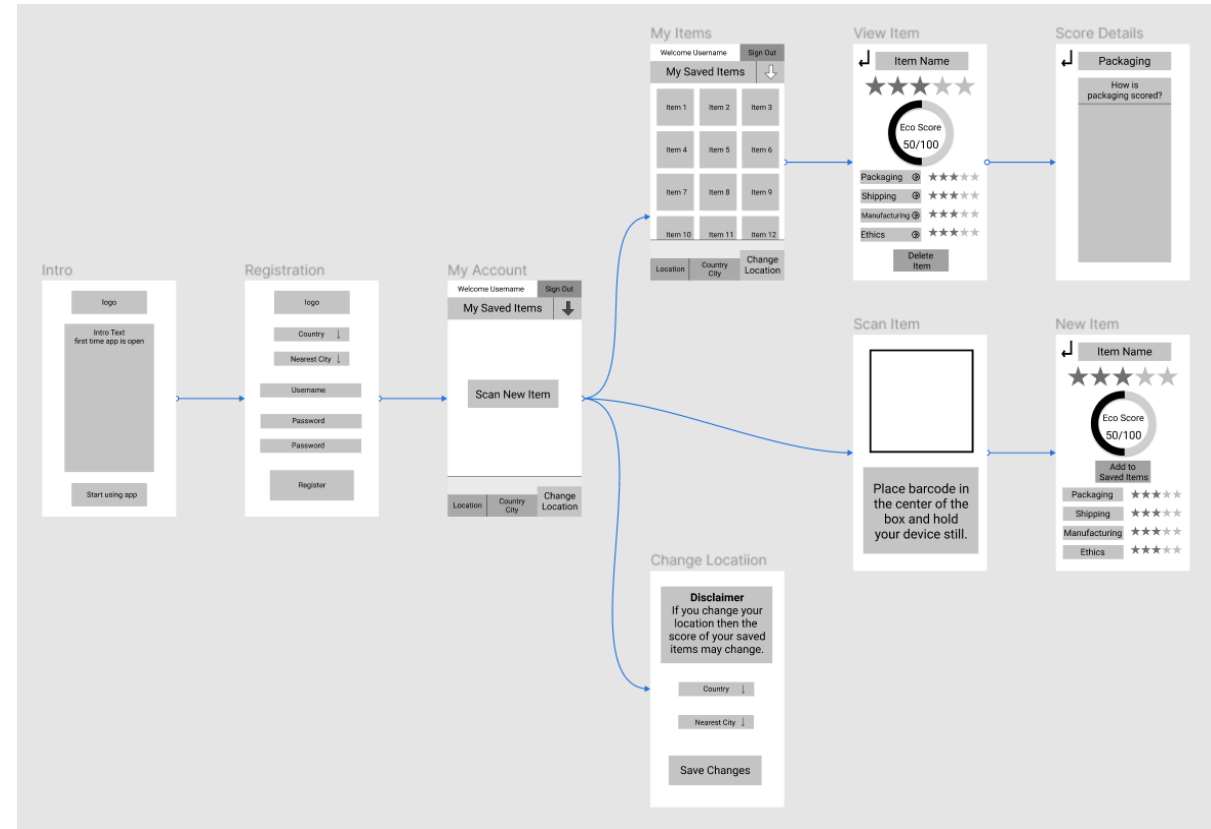 My Items
Welcome Username
Sign Out
My Saved Items
Item 1
Item 2
Item 3
Item 4
Item 5
Item 6
Item 7
Item 8
Item 9
Item 10
Item 11
Item 12
Location
Country
City
Change
Location
View Item
Item Name
Eco Score
50/100
Packaging
Shipping
Manufacturing
Ethics
Delete
Item
Score Details
Packaging
How is
packaging scored?
Intro
logo
Intro Text
first time app is open
Start using app
Registration
logo
Country
Nearest City
Username
Password
Password
Register
My Account
Welcome Username
Sign Out
My Saved Items
Scan New Item
Location
Country
City
Change
Location
Scan Item
Place barcode in
the center of the
box and hold
your device still.
New Item
Item Name
Eco Score
50/100
Add to
Saved Items
Packaging
Shipping
Manufacturing
Ethics
Change Locatiion
Disclaimer
If you change your
location then the
score of your saved
items may change.
Country
Nearest City
Save Changes